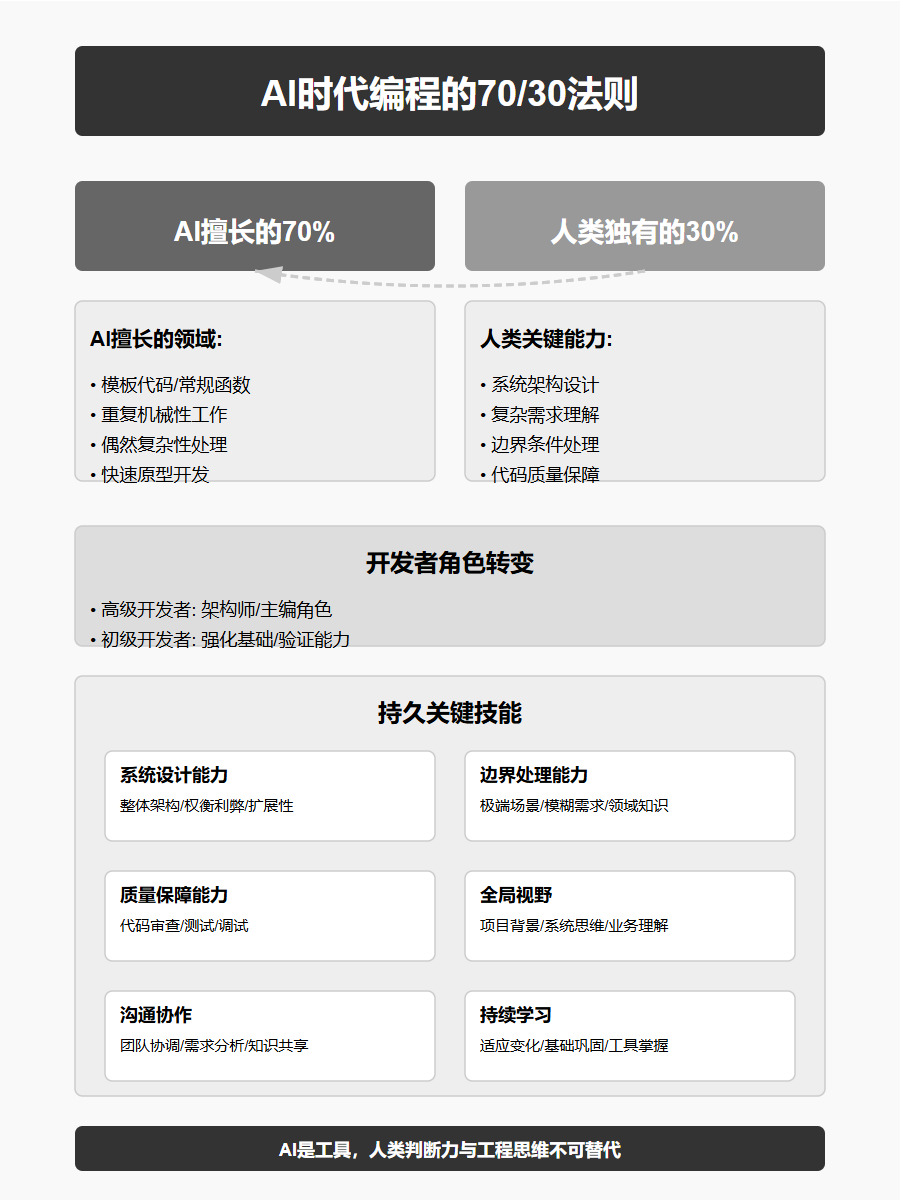 AI时代编程的70/30法则
AI擅长的70%
人类独有的30%
AI擅长的领域:
• 模板代码/常规函数
• 重复机械性工作
• 偶然复杂性处理
• 快速原型开发
人类关键能力:
• 系统架构设计
• 复杂需求理解
• 边界条件处理
• 代码质量保障
开发者角色转变
• 高级开发者: 架构师/主编角色
• 初级开发者: 强化基础/验证能力
持久关键技能
系统设计能力
整体架构/权衡利弊/扩展性
边界处理能力
极端场景/模糊需求/领域知识
质量保障能力
代码审查/测试/调试
全局视野
项目背景/系统思维/业务理解
沟通协作
团队协调/需求分析/知识共享
持续学习
适应变化/基础巩固/工具掌握
AI是工具，人类判断力与工程思维不可替代